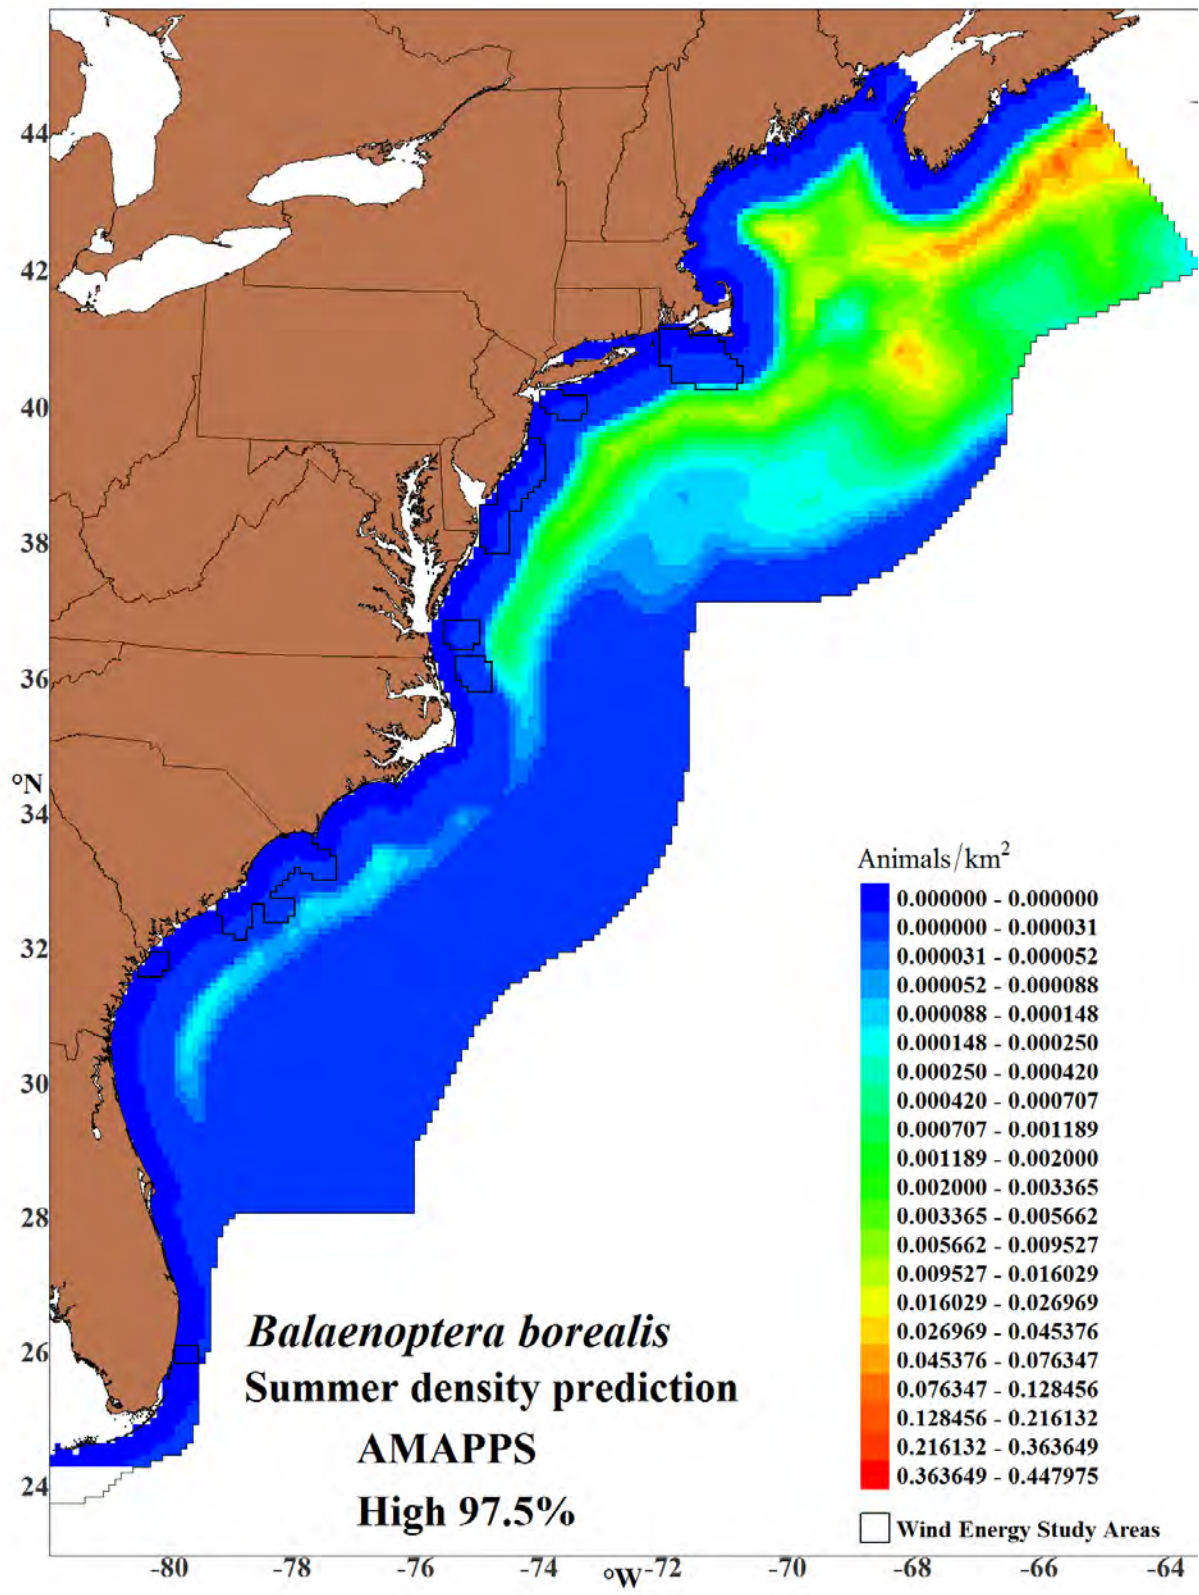 44
42
40
38
36
°N
34
32
30
28
26
24
Animals/km²
0.000000 - 0.000000
0.000000 - 0.000031
0.000031 - 0.000052
0.000052 - 0.000088
0.000088 - 0.000148
0.000148 - 0.000250
0.000250 - 0.000420
0.000420 - 0.000707
0.000707 - 0.001189
0.001189 - 0.002000
0.002000 - 0.003365
0.003365 - 0.005662
0.005662 - 0.009527
0.009527 - 0.016029
0.016029 - 0.026969
0.026969 - 0.045376
0.045376 - 0.076347
0.076347 - 0.128456
0.128456 - 0.216132
0.216132 - 0.363649
0.363649 - 0.447975
Wind Energy Study Areas
Balaenoptera borealis
Summer density prediction
AMAPPS
High 97.5%
-80 -78 -76 -74 °W -72 -70 -68 -66 -64